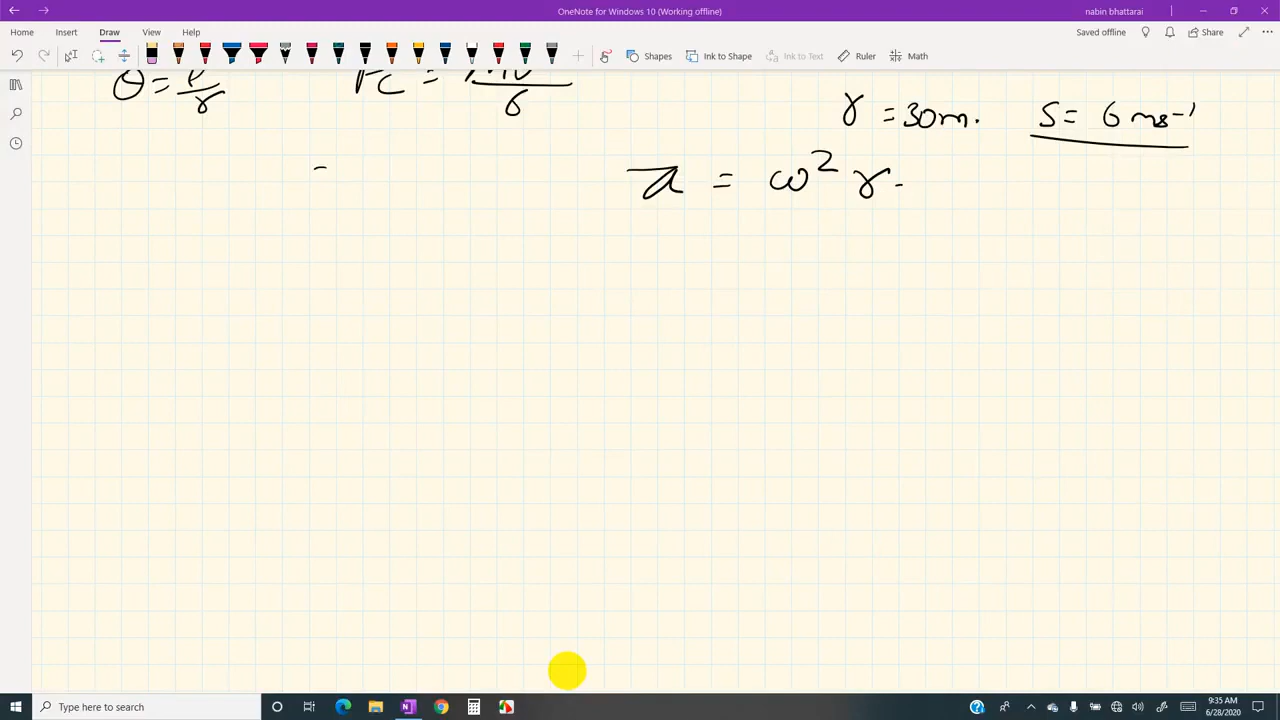 OneNote for Windows 10 (Working offline)
nabin bhattarai
Home Insert Draw View Help
Saved offline
Share
Shapes
Ink to Shape
Ink to Text
Ruler
Math
r = 30m. S = 6 ms-1
a = ω² r.
Type here to search
9:35 AM
6/28/2020